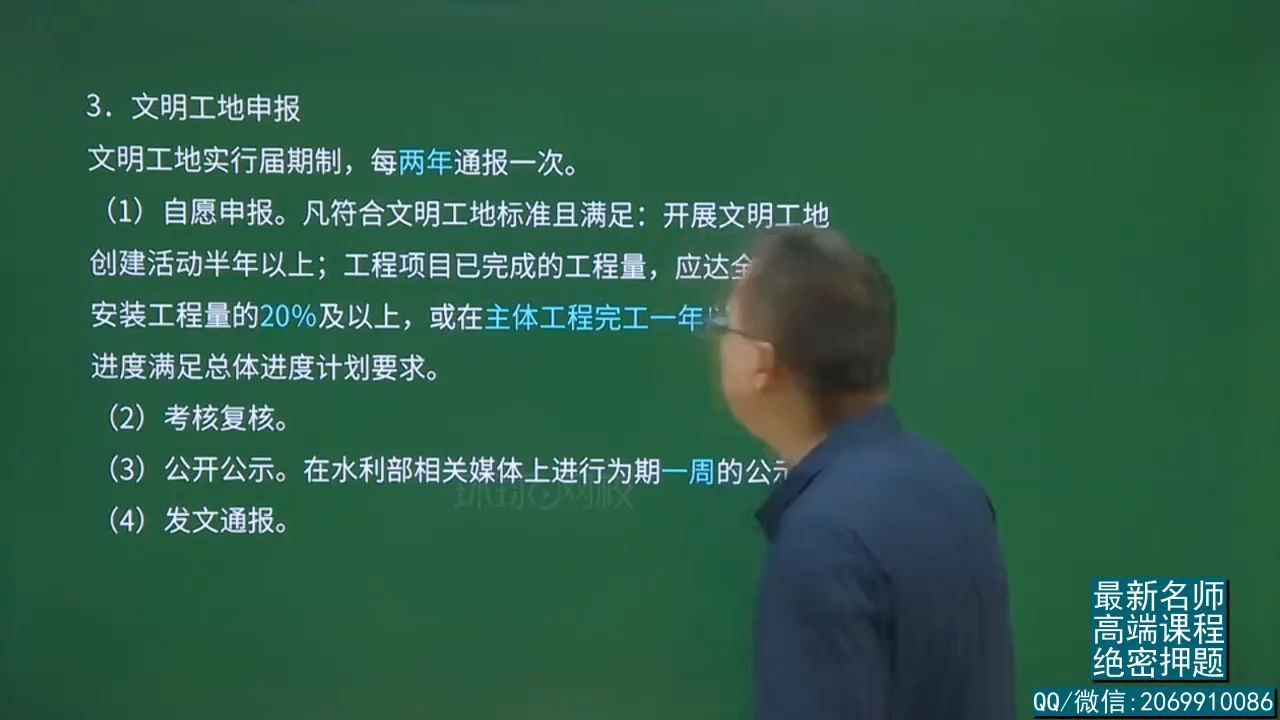 3．文明工地申报
文明工地实行届期制，每两年通报一次。
（1）自愿申报。凡符合文明工地标准且满足：开展文明工地
创建活动半年以上；工程项目已完成的工程量，应达全
安装工程量的20%及以上，或在主体工程完工一年
进度满足总体进度计划要求。
（2）考核复核。
（3）公开公示。在水利部相关媒体上进行为期一周的公示
（4）发文通报。
环球网校
最新名师
高端课程
绝密押题
QQ/微信:2069910086